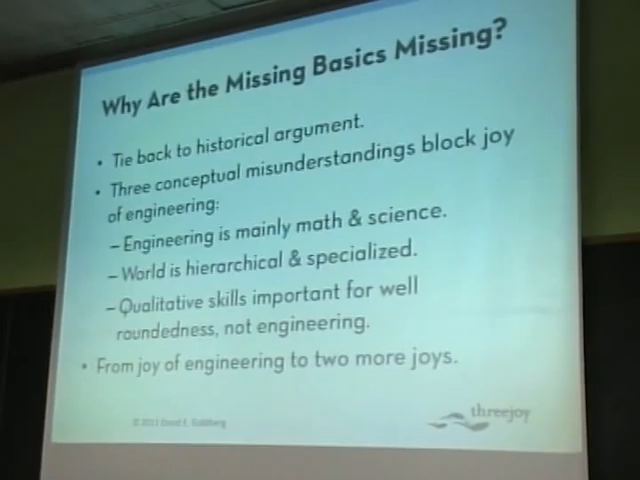 Why Are the Missing Basics Missing?
• Tie back to historical argument.
• Three conceptual misunderstandings block joy
of engineering:
– Engineering is mainly math & science.
– World is hierarchical & specialized.
– Qualitative skills important for well
roundedness, not engineering.
• From joy of engineering to two more joys.
© 2011 David E. Goldberg
threejoy